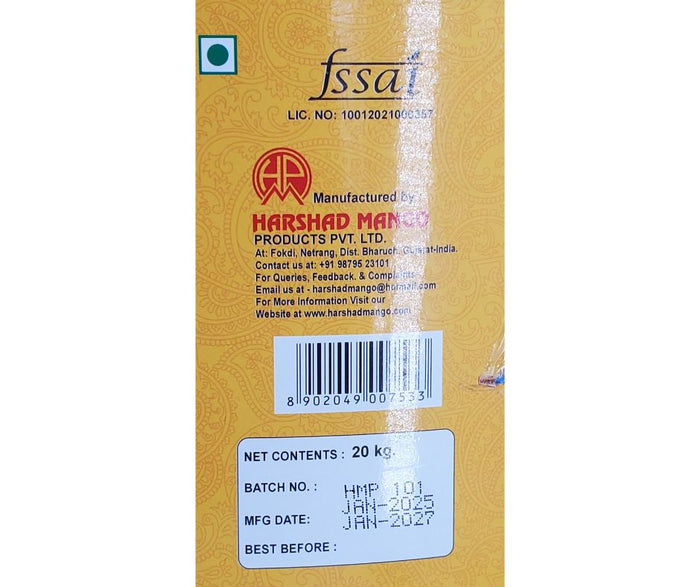 fssai
LIC. NO: 10012021000357
HPM
Manufactured by :
HARSHAD MANGO
PRODUCTS PVT. LTD.
At: Fokdi, Netrang, Dist. Bharuch, Gujarat-India.
Contact us at: +91 98795 23101
For Queries, Feedback. & Complaints
Email us at - harshadmango@hotmail.com
For More Information Visit our
Website at www.harshadmango.com
8 902049 007533
NET CONTENTS : 20 kg.
BATCH NO. : HMP 101
JAN-2025
MFG DATE: JAN-2027
BEST BEFORE :